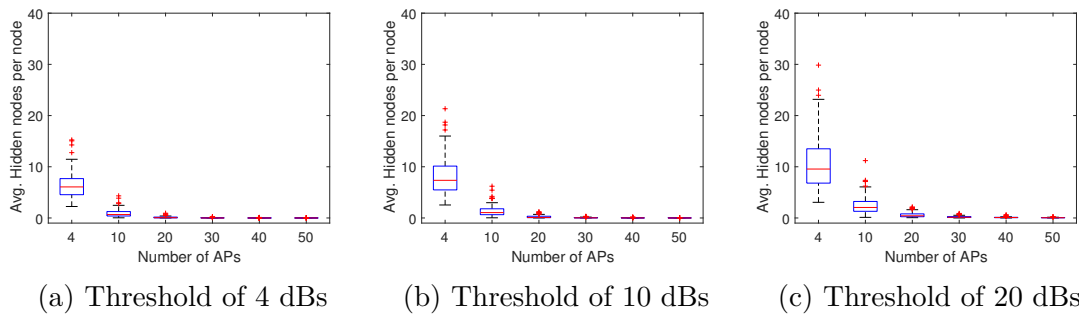 40
30
20
10
0
Avg. Hidden nodes per node
4 10 20 30 40 50
Number of APs
(a) Threshold of 4 dBs
40
30
20
10
0
Avg. Hidden nodes per node
4 10 20 30 40 50
Number of APs
(b) Threshold of 10 dBs
40
30
20
10
0
Avg. Hidden nodes per node
4 10 20 30 40 50
Number of APs
(c) Threshold of 20 dBs